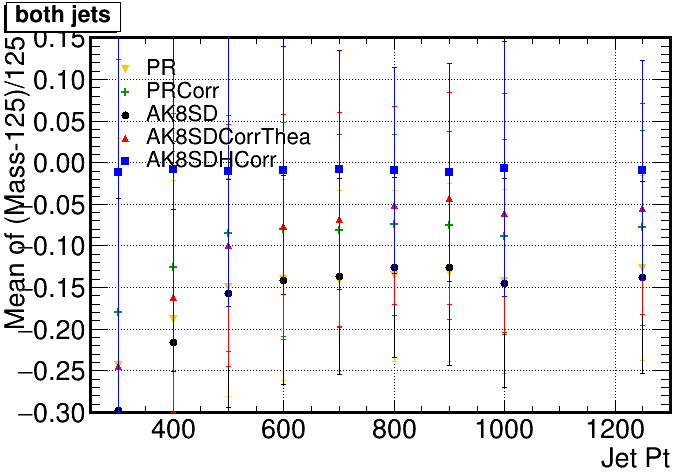 both jets
Mean of (Mass-125)/125
0.15
0.10
0.05
0.00
−0.05
−0.10
−0.15
−0.20
−0.25
−0.30
PR
PRCorr
AK8SD
AK8SDCorrThea
AK8SDHCorr
400 600 800 1000 1200
Jet Pt